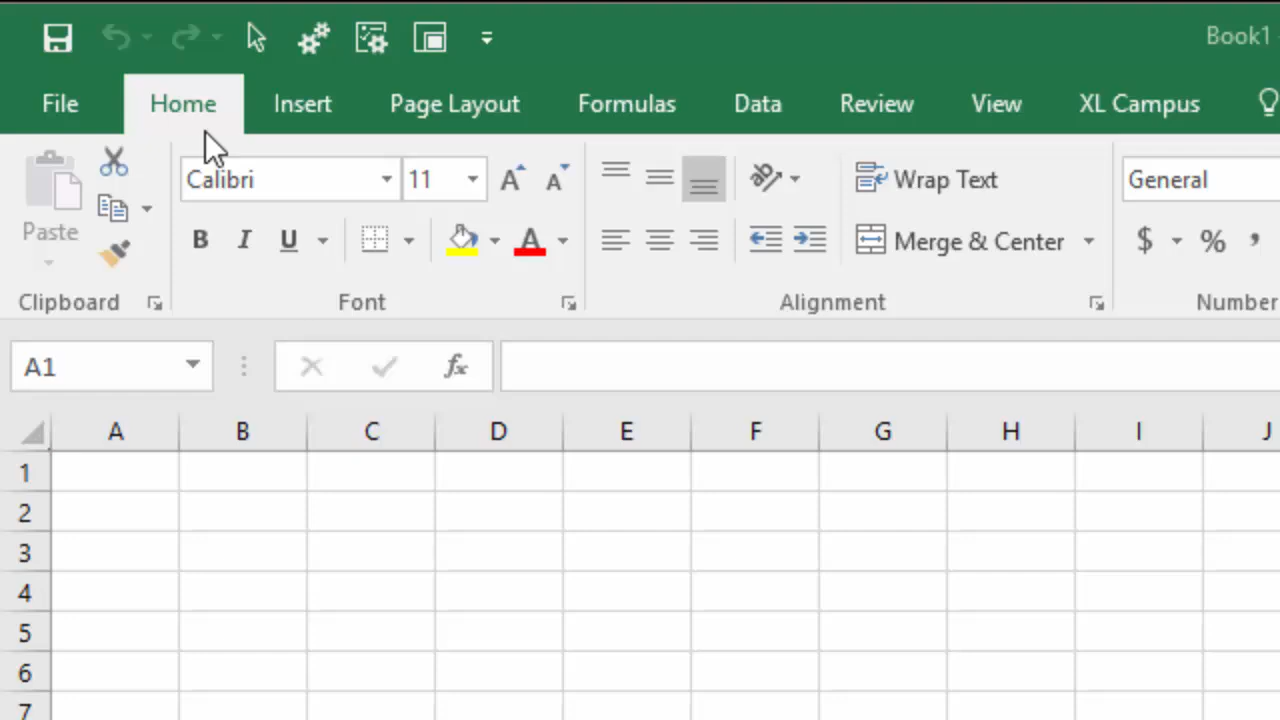 Book1
File Home Insert Page Layout Formulas Data Review View XL Campus
Calibri 11 Wrap Text General
Paste B I U A Merge & Center $ % ,
Clipboard Font Alignment Number
A1 fx
A B C D E F G H I J
1
2
3
4
5
6
7